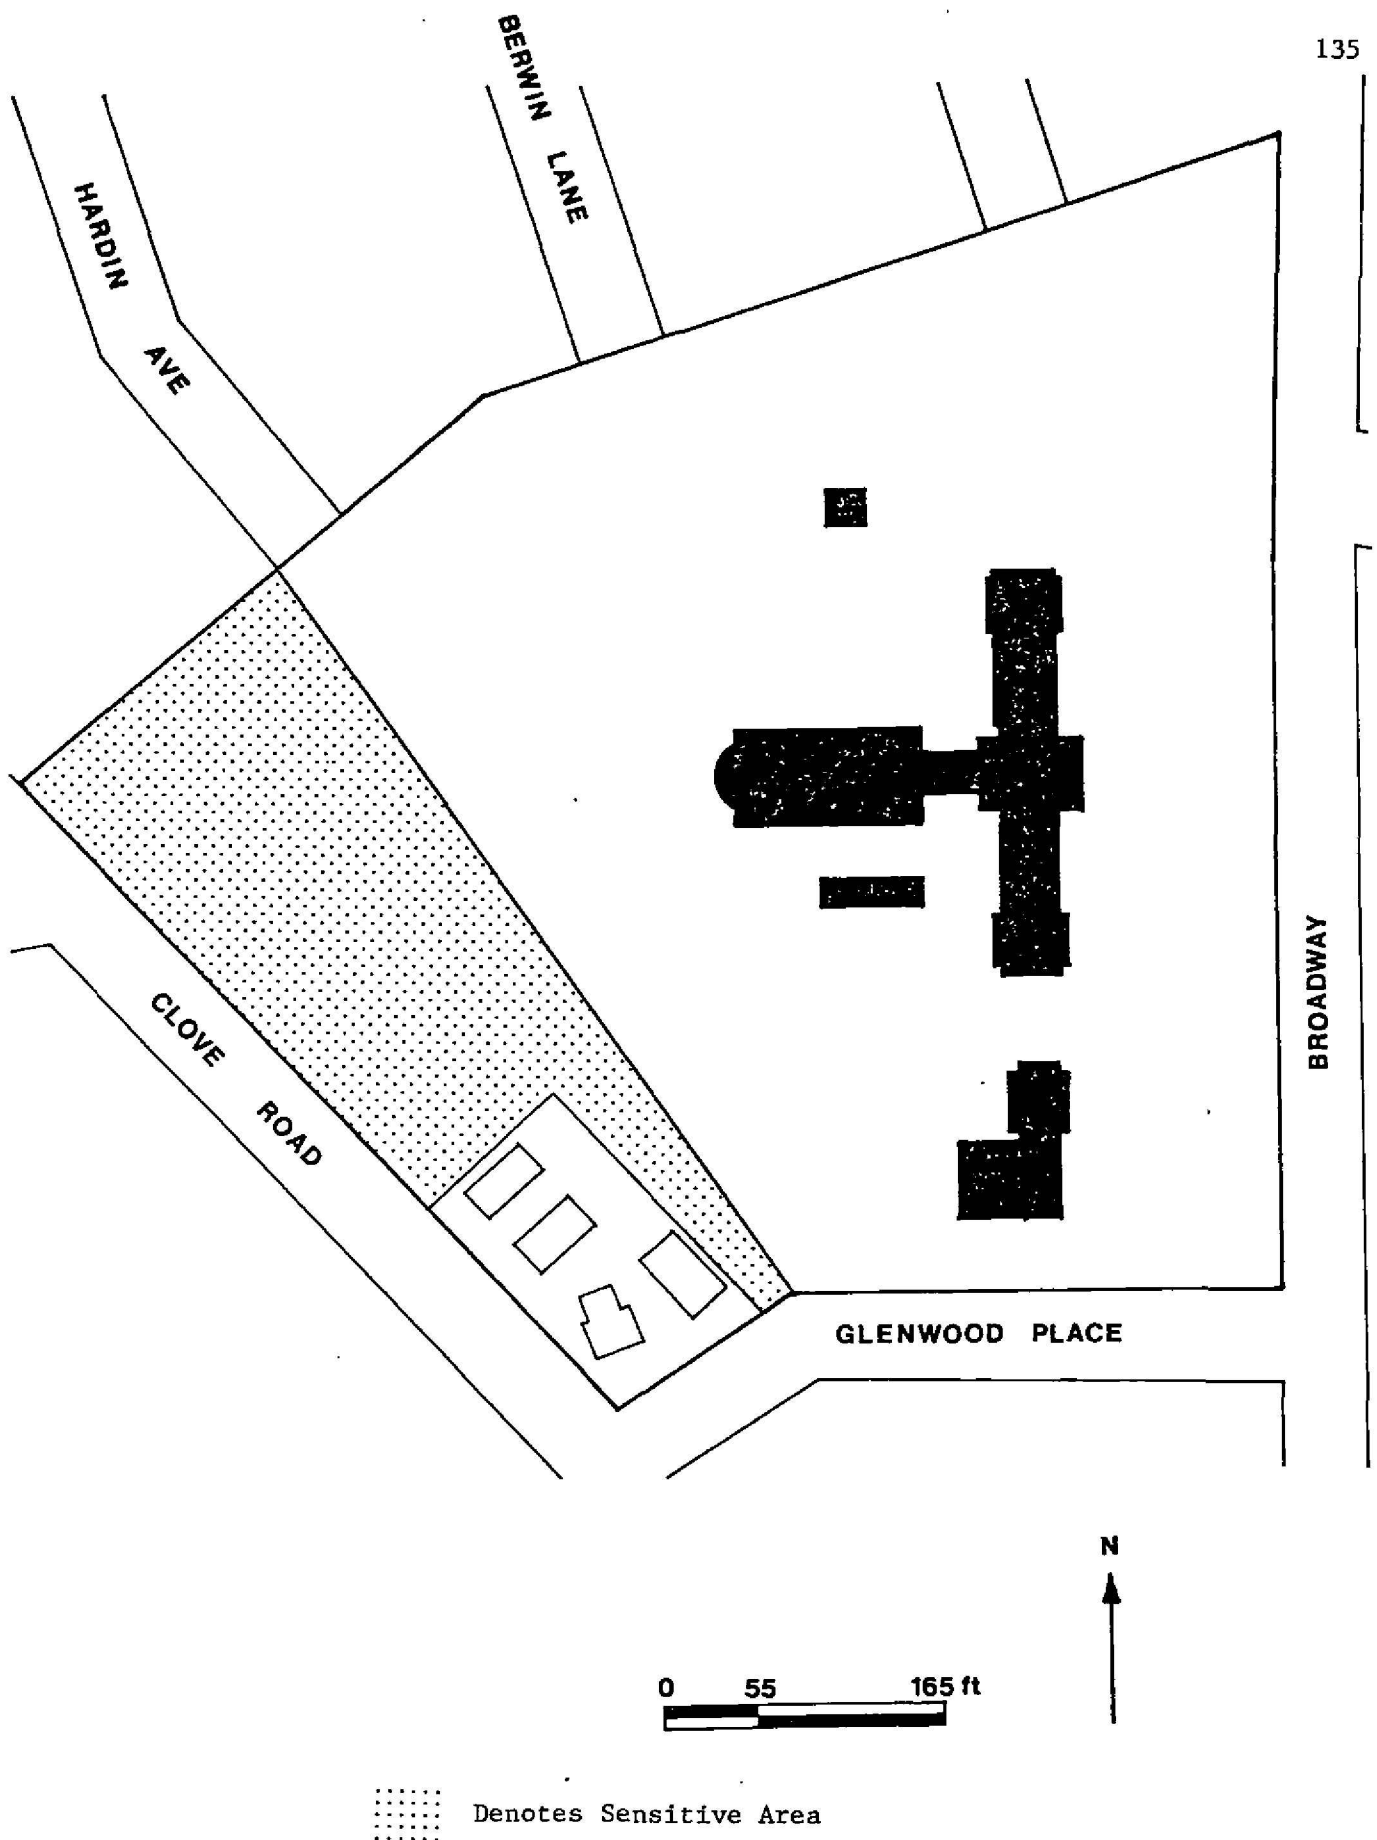 135
BERWIN LANE
HARDIN AVE
BROADWAY
CLOVE ROAD
GLENWOOD PLACE
N
0 55 165 ft
Denotes Sensitive Area